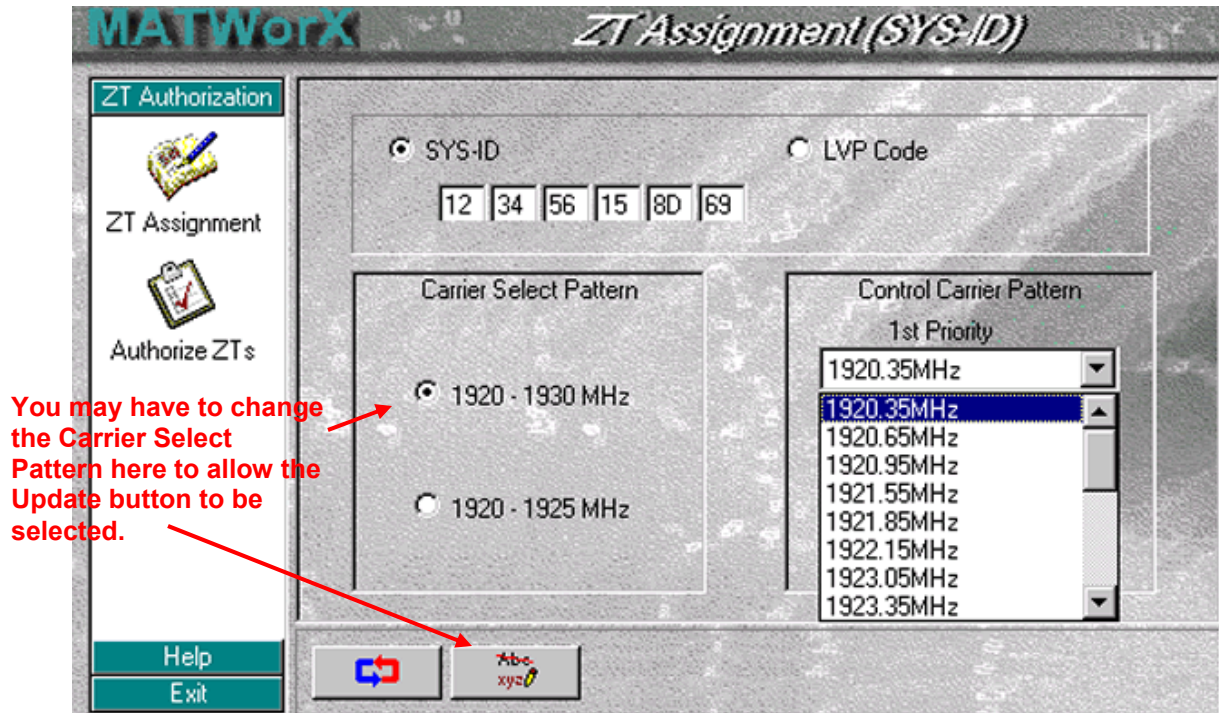 MATWorX
ZT Assignment (SYS-ID)
ZT Authorization
ZT Assignment
Authorize ZTs
SYS-ID
LVP Code
12 34 56 15 8D 69
Carrier Select Pattern
1920 - 1930 MHz
1920 - 1925 MHz
Control Carrier Pattern
1st Priority
1920.35MHz
1920.35MHz
1920.65MHz
1920.95MHz
1921.55MHz
1921.85MHz
1922.15MHz
1923.05MHz
1923.35MHz
You may have to change
the Carrier Select
Pattern here to allow the
Update button to be
selected.
Help
Exit
Abc
xyz